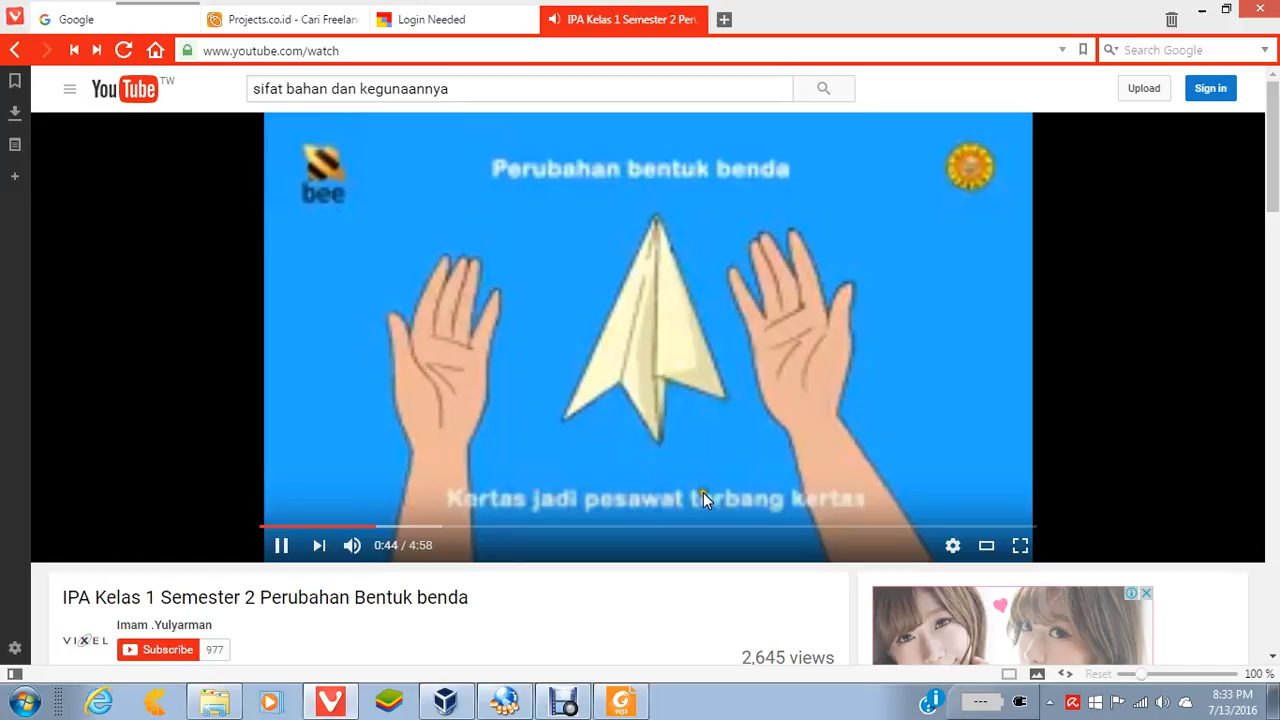 Google
Projects.co.id - Cari Freelan
Login Needed
IPA Kelas 1 Semester 2 Peru
www.youtube.com/watch
Search Google
YouTube TW
sifat bahan dan kegunaannya
Upload
Sign in
bee
Perubahan bentuk benda
Kertas jadi pesawat terbang kertas
0:44 / 4:58
IPA Kelas 1 Semester 2 Perubahan Bentuk benda
VIXEL
Imam .Yulyarman
Subscribe
977
2,645 views
Reset
100 %
PDF
8:33 PM
7/13/2016